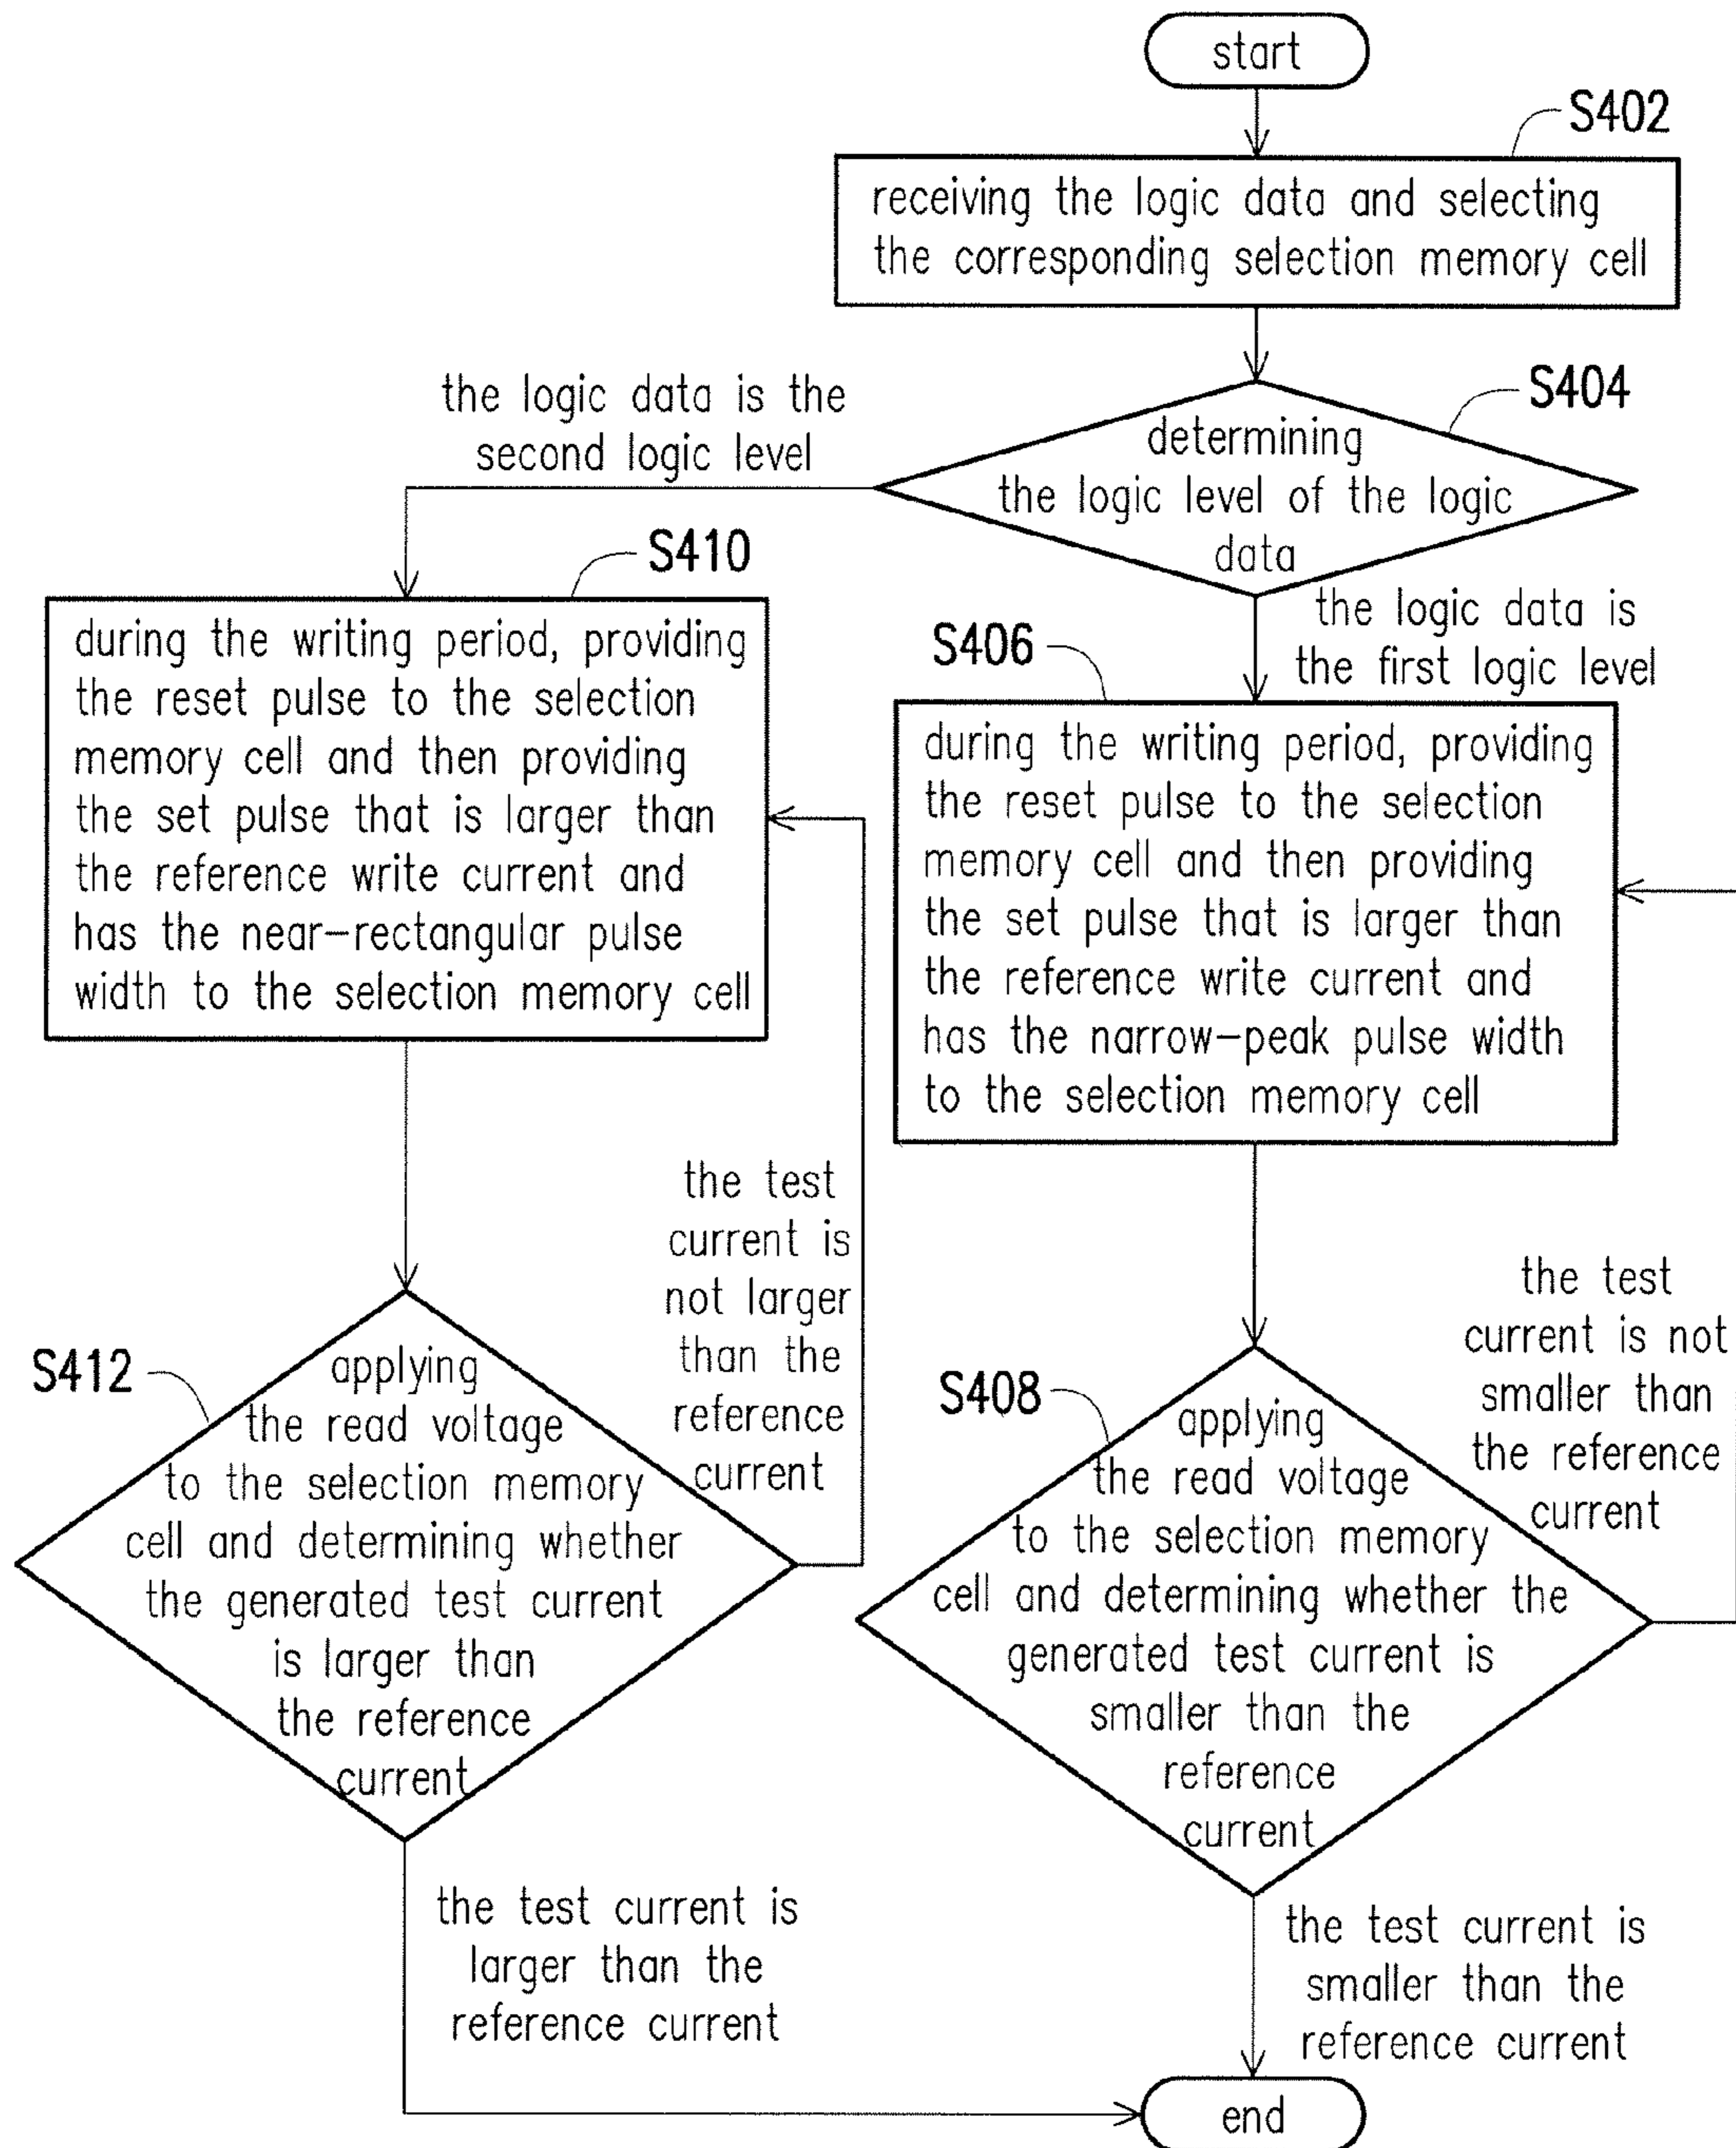 start
S402
receiving the logic data and selecting
the corresponding selection memory cell
S404
determining
the logic level of the logic
data
the logic data is the
second logic level
the logic data is
the first logic level
S410
during the writing period, providing
the reset pulse to the selection
memory cell and then providing
the set pulse that is larger than
the reference write current and
has the near-rectangular pulse
width to the selection memory cell
S406
during the writing period, providing
the reset pulse to the selection
memory cell and then providing
the set pulse that is larger than
the reference write current and
has the narrow-peak pulse width
to the selection memory cell
the test
current is
not larger
than the
reference
current
the test
current is not
smaller than
the reference
current
S412
applying
the read voltage
to the selection memory
cell and determining whether
the generated test current
is larger than
the reference
current
S408
applying
the read voltage
to the selection memory
cell and determining whether the
generated test current is
smaller than the
reference
current
the test current is
larger than the
reference current
the test current is
smaller than the
reference current
end